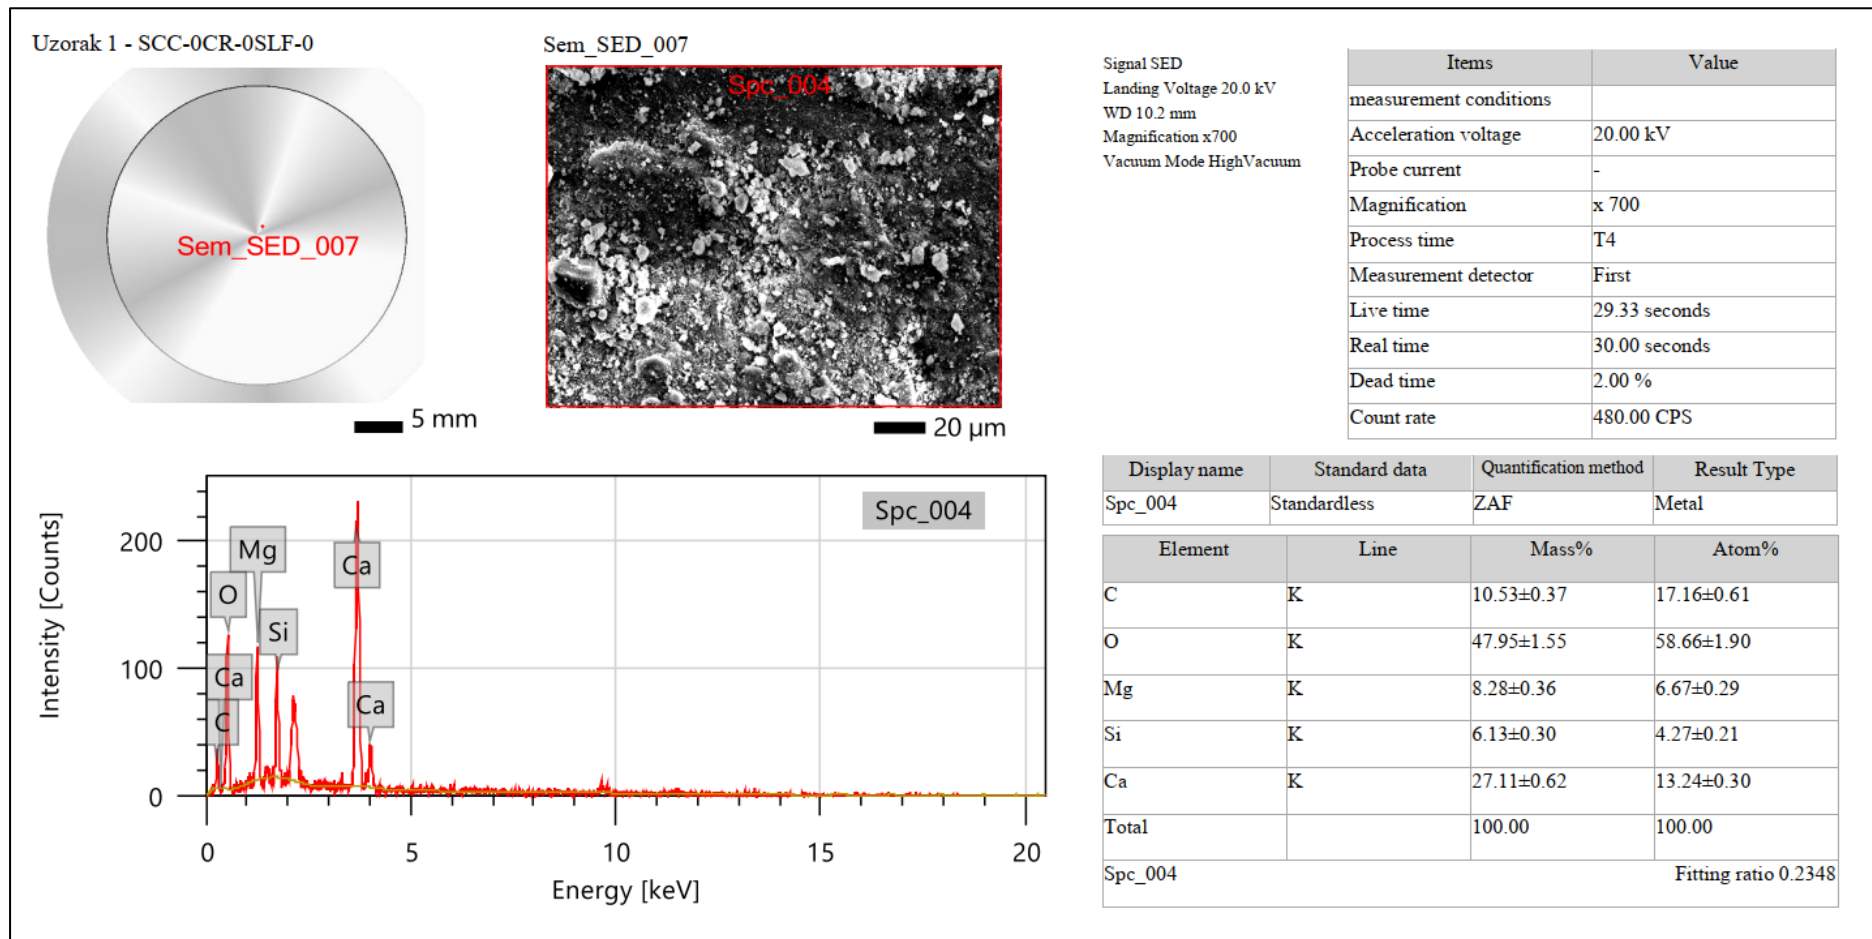 Uzorak 1 - SCC-0CR-0SLF-0
Sem_SED_007
5 mm
Sem_SED_007
Spc_004
20 µm
Signal SED
Landing Voltage 20.0 kV
WD 10.2 mm
Magnification x700
Vacuum Mode HighVacuum
Items Value
measurement conditions
Acceleration voltage 20.00 kV
Probe current -
Magnification x 700
Process time T4
Measurement detector First
Live time 29.33 seconds
Real time 30.00 seconds
Dead time 2.00 %
Count rate 480.00 CPS
Intensity [Counts]
200
100
0
Spc_004
Mg
Ca
O
Si
Ca
Ca
C
0 5 10 15 20
Energy [keV]
Display name Standard data Quantification method Result Type
Spc_004 Standardless ZAF Metal
Element Line Mass% Atom%
C K 10.53±0.37 17.16±0.61
O K 47.95±1.55 58.66±1.90
Mg K 8.28±0.36 6.67±0.29
Si K 6.13±0.30 4.27±0.21
Ca K 27.11±0.62 13.24±0.30
Total 100.00 100.00
Spc_004 Fitting ratio 0.2348